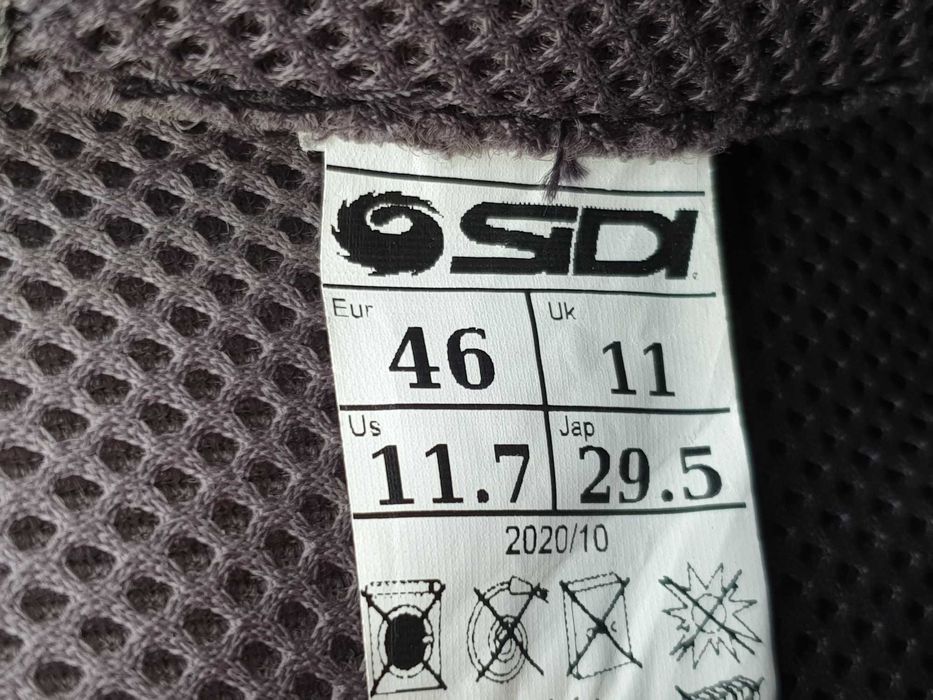 SIDI
Eur Uk
46 11
Us Jap
11.7 29.5
2020/10